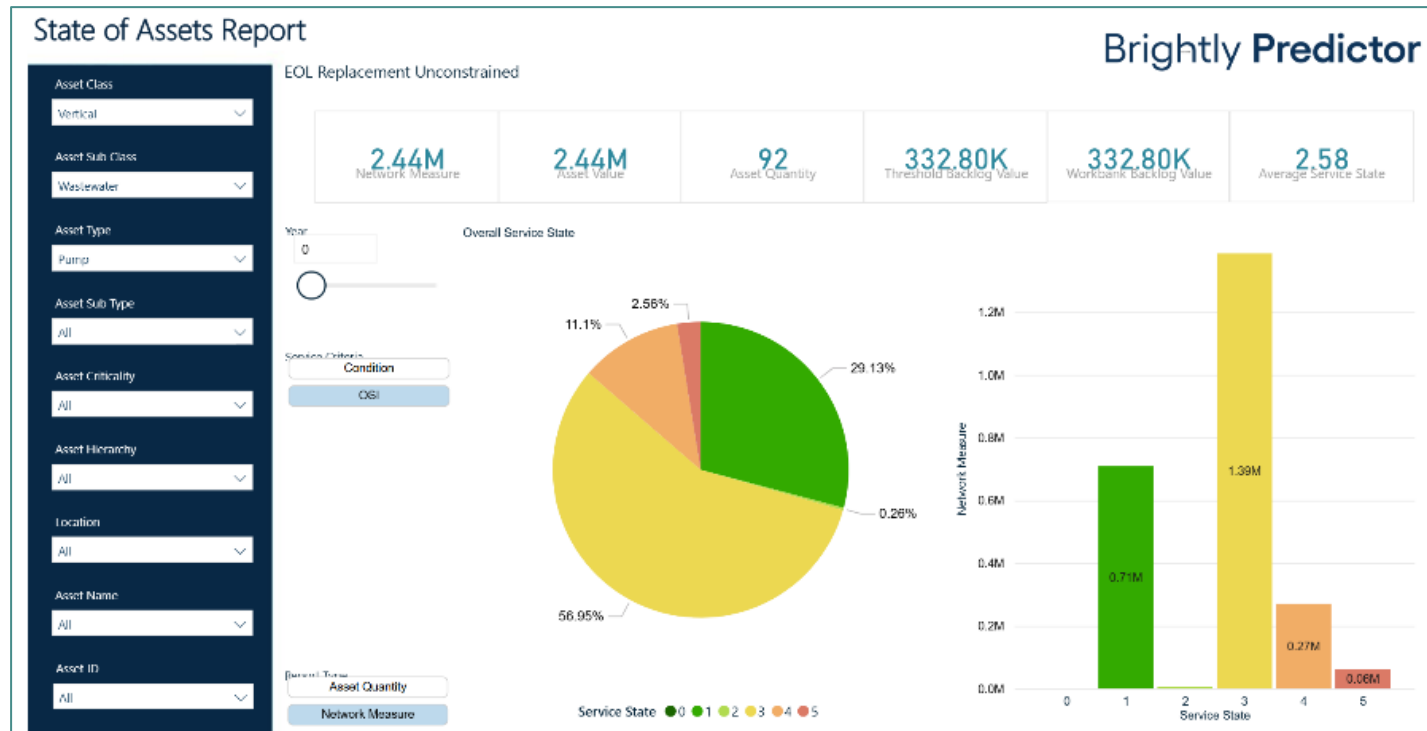 State of Assets Report
Brightly Predictor
EOL Replacement Unconstrained
Asset Class
Vertical
Asset Sub Class
Wastewater
Asset Type
Pump
Asset Sub Type
All
Asset Criticality
All
Asset Hierarchy
All
Location
All
Asset Name
All
Asset ID
All
2.44M
Network Measure
2.44M
Asset Value
92
Asset Quantity
332.80K
Threshold Backlog Value
332.80K
Workbank Backlog Value
2.58
Average Service State
Year
0
Service Criteria
Condition
OSI
Report Type
Asset Quantity
Network Measure
Overall Service State
2.56%
11.1%
29.13%
0.26%
56.95%
Service State 0 1 2 3 4 5
Network Measure
1.2M
1.0M
0.8M
0.6M
0.4M
0.2M
0.0M
0.71M
1.39M
0.27M
0.06M
0 1 2 3 4 5
Service State